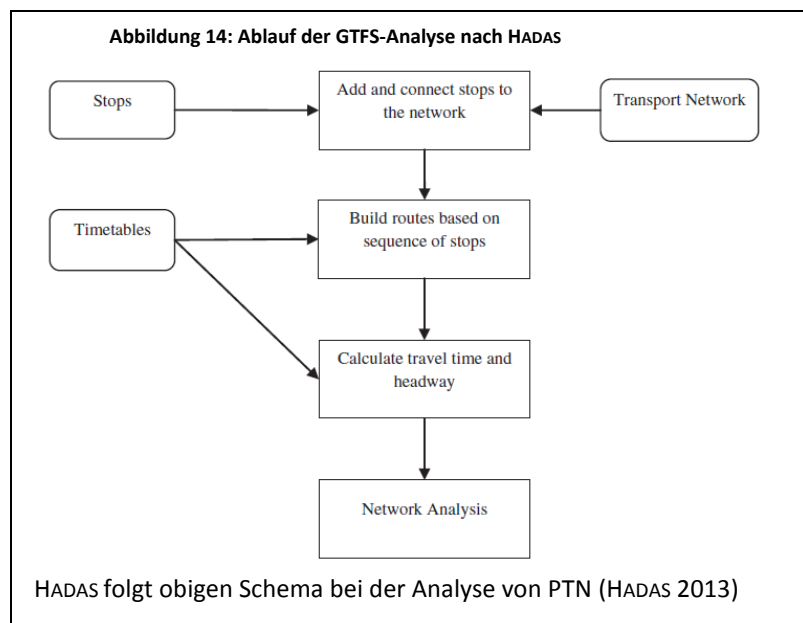 Abbildung 14: Ablauf der GTFS-Analyse nach HADAS
Stops
Add and connect stops to
the network
Transport Network
Timetables
Build routes based on
sequence of stops
Calculate travel time and
headway
Network Analysis
HADAS folgt obigen Schema bei der Analyse von PTN (HADAS 2013)